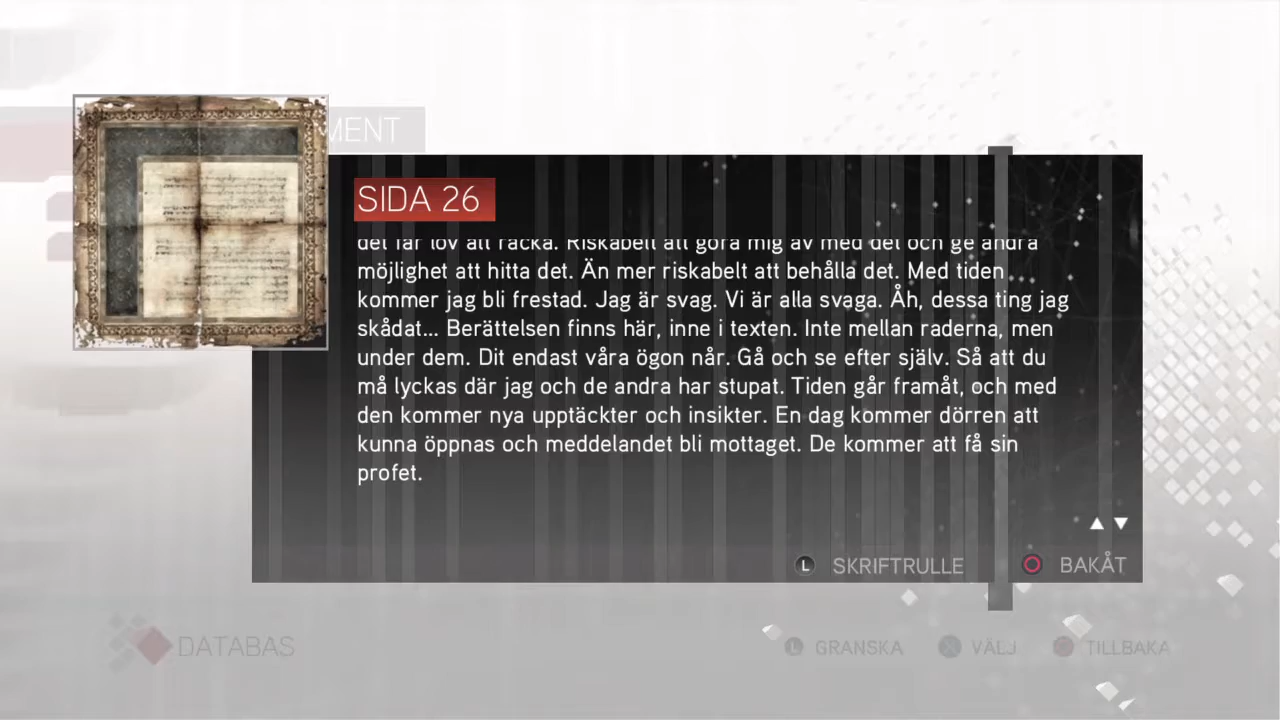 MENT
SIDA 26
det får lov att räcka. Riskabelt att göra mig av med det och ge andra
möjlighet att hitta det. Än mer riskabelt att behålla det. Med tiden
kommer jag bli frestad. Jag är svag. Vi är alla svaga. Åh, dessa ting jag
skådat... Berättelsen finns här, inne i texten. Inte mellan raderna, men
under dem. Dit endast våra ögon når. Gå och se efter själv. Så att du
må lyckas där jag och de andra har stupat. Tiden går framåt, och med
den kommer nya upptäckter och insikter. En dag kommer dörren att
kunna öppnas och meddelandet bli mottaget. De kommer att få sin
profet.
L SKRIFTRULLE BAKÅT
DATABAS L GRANSKA VÄLJ TILLBAKA